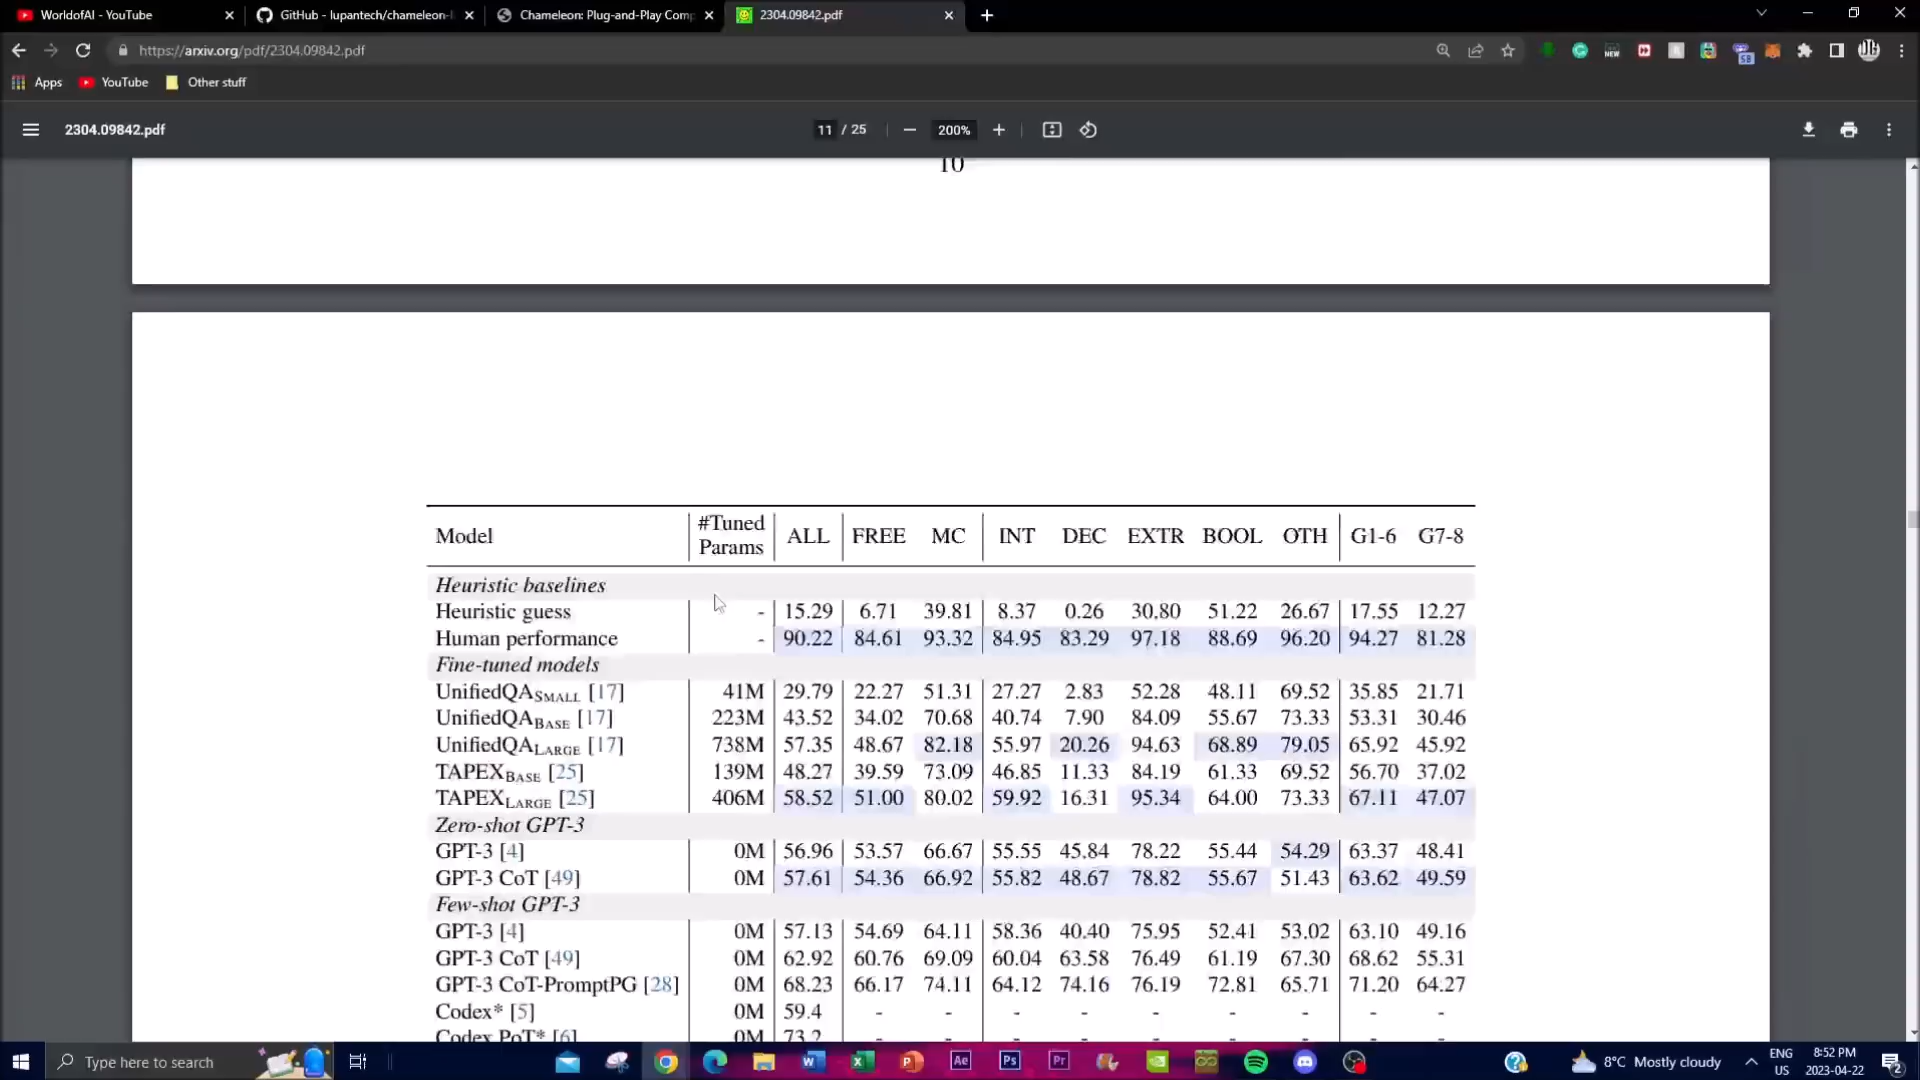 WorldofAI - YouTube
GitHub - lupantech/chameleon-l
Chameleon: Plug-and-Play Comp
2304.09842.pdf
https://arxiv.org/pdf/2304.09842.pdf
NEW
58
Apps
YouTube
Other stuff
2304.09842.pdf
11 / 25
200%
10
Model #Tuned Params ALL FREE MC INT DEC EXTR BOOL OTH G1-6 G7-8
Heuristic baselines
Heuristic guess - 15.29 6.71 39.81 8.37 0.26 30.80 51.22 26.67 17.55 12.27
Human performance - 90.22 84.61 93.32 84.95 83.29 97.18 88.69 96.20 94.27 81.28
Fine-tuned models
UnifiedQASMALL [17] 41M 29.79 22.27 51.31 27.27 2.83 52.28 48.11 69.52 35.85 21.71
UnifiedQABASE [17] 223M 43.52 34.02 70.68 40.74 7.90 84.09 55.67 73.33 53.31 30.46
UnifiedQALARGE [17] 738M 57.35 48.67 82.18 55.97 20.26 94.63 68.89 79.05 65.92 45.92
TAPEXBASE [25] 139M 48.27 39.59 73.09 46.85 11.33 84.19 61.33 69.52 56.70 37.02
TAPEXLARGE [25] 406M 58.52 51.00 80.02 59.92 16.31 95.34 64.00 73.33 67.11 47.07
Zero-shot GPT-3
GPT-3 [4] 0M 56.96 53.57 66.67 55.55 45.84 78.22 55.44 54.29 63.37 48.41
GPT-3 CoT [49] 0M 57.61 54.36 66.92 55.82 48.67 78.82 55.67 51.43 63.62 49.59
Few-shot GPT-3
GPT-3 [4] 0M 57.13 54.69 64.11 58.36 40.40 75.95 52.41 53.02 63.10 49.16
GPT-3 CoT [49] 0M 62.92 60.76 69.09 60.04 63.58 76.49 61.19 67.30 68.62 55.31
GPT-3 CoT-PromptPG [28] 0M 68.23 66.17 74.11 64.12 74.16 76.19 72.81 65.71 71.20 64.27
Codex* [5] 0M 59.4 - - - - - - - - -
Codex PoT* [6] 0M 73.2
Type here to search
Ae
Ps
Pr
8°C Mostly cloudy
ENG
US
8:52 PM
2023-04-22
2